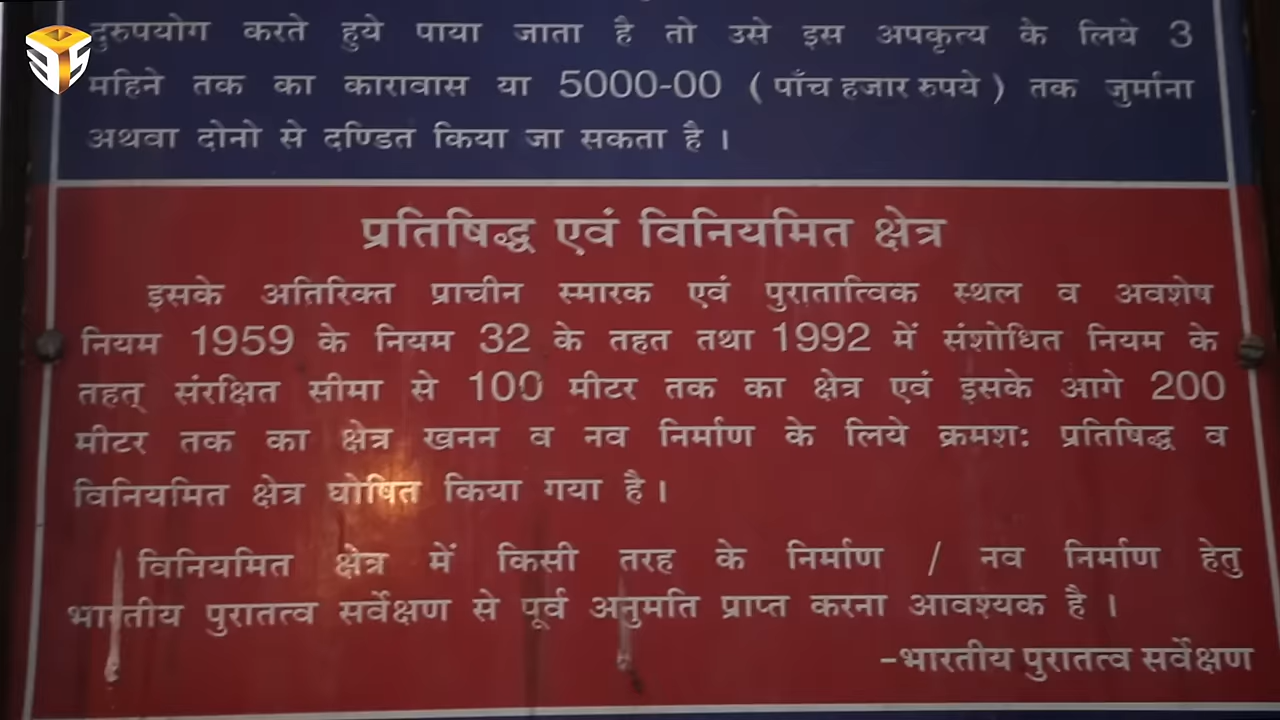 दुरुपयोग करते हुये पाया जाता है तो उसे इस अपकृत्य के लिये 3
महिने तक का कारावास या 5000-00 ( पाँच हजार रुपये ) तक जुर्माना
अथवा दोनो से दण्डित किया जा सकता है ।
प्रतिषिद्ध एवं विनियमित क्षेत्र
इसके अतिरिक्त प्राचीन स्मारक एवं पुरातात्विक स्थल व अवशेष
नियम 1959 के नियम 32 के तहत तथा 1992 में संशोधित नियम के
तहत् संरक्षित सीमा से 100 मीटर तक का क्षेत्र एवं इसके आगे 200
मीटर तक का क्षेत्र खनन व नव निर्माण के लिये क्रमशः प्रतिषिद्ध व
विनियमित क्षेत्र घोषित किया गया है ।
विनियमित क्षेत्र में किसी तरह के निर्माण / नव निर्माण हेतु
भारतीय पुरातत्व सर्वेक्षण से पूर्व अनुमति प्राप्त करना आवश्यक है ।
-भारतीय पुरातत्व सर्वेक्षण